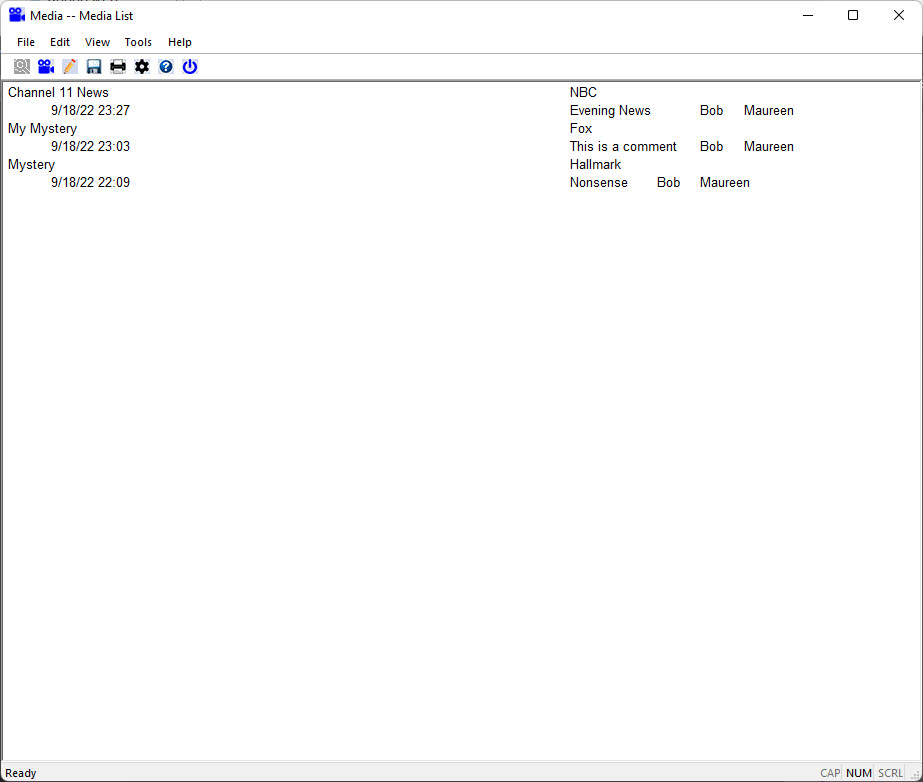 Media -- Media List
File Edit View Tools Help
Channel 11 News NBC
9/18/22 23:27 Evening News Bob Maureen
My Mystery Fox
9/18/22 23:03 This is a comment Bob Maureen
Mystery Hallmark
9/18/22 22:09 Nonsense Bob Maureen
Ready CAP NUM SCRL